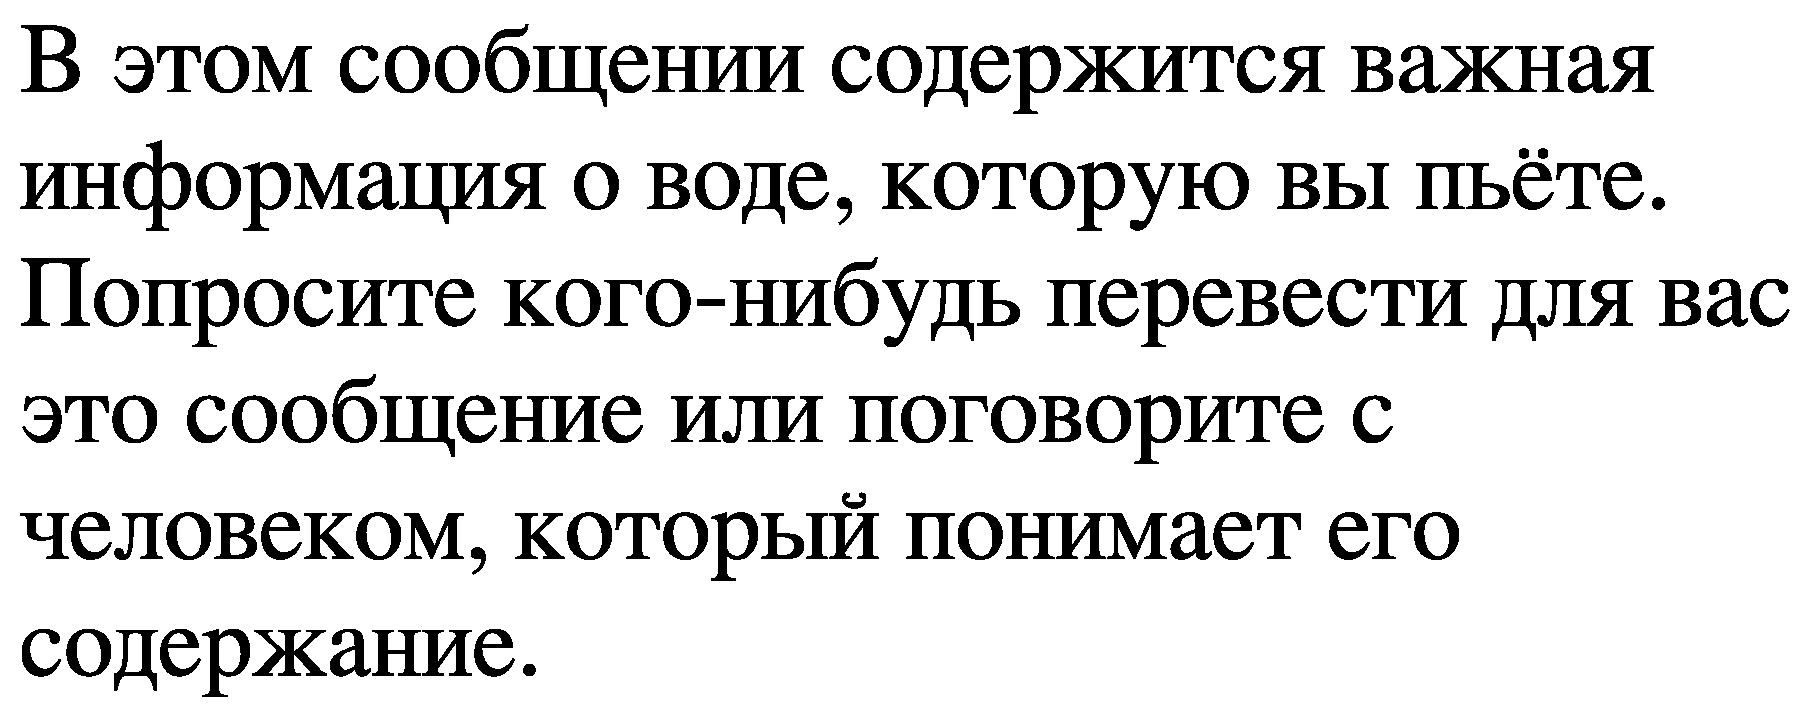 В этом сообщении содержится важная
информация о воде, которую вы пьёте.
Попросите кого-нибудь перевести для вас
это сообщение или поговорите с
человеком, который понимает его
содержание.